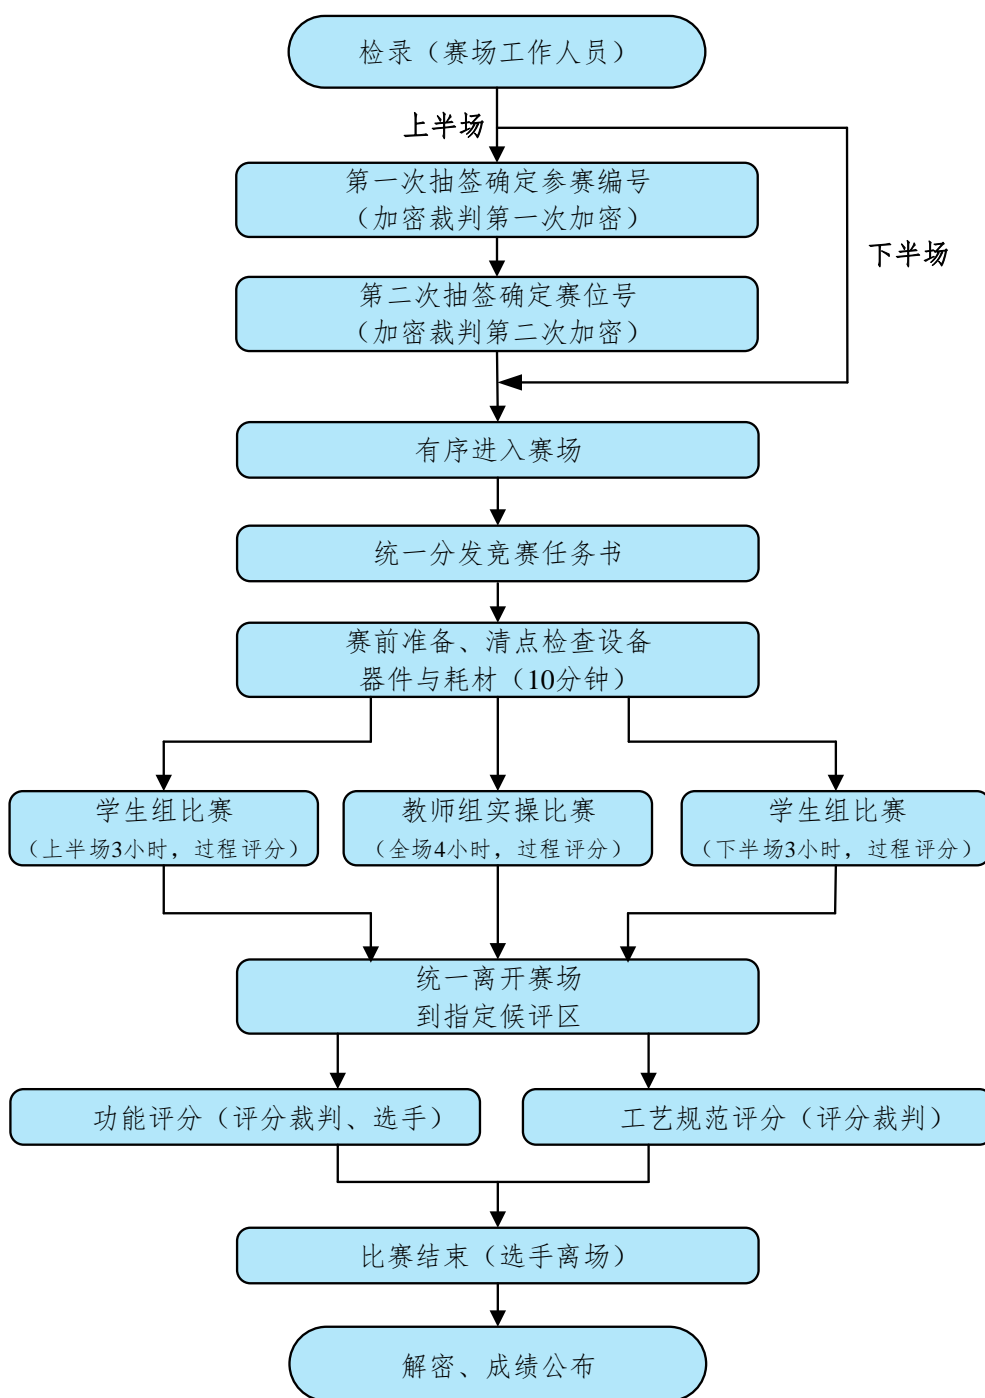 检录（赛场工作人员）
上半场
第一次抽签确定参赛编号
（加密裁判第一次加密）
下半场
第二次抽签确定赛位号
（加密裁判第二次加密）
有序进入赛场
统一分发竞赛任务书
赛前准备、清点检查设备
器件与耗材（10分钟）
学生组比赛
（上半场3小时，过程评分）
教师组实操比赛
（全场4小时，过程评分）
学生组比赛
（下半场3小时，过程评分）
统一离开赛场
到指定候评区
功能评分（评分裁判、选手）
工艺规范评分（评分裁判）
比赛结束（选手离场）
解密、成绩公布